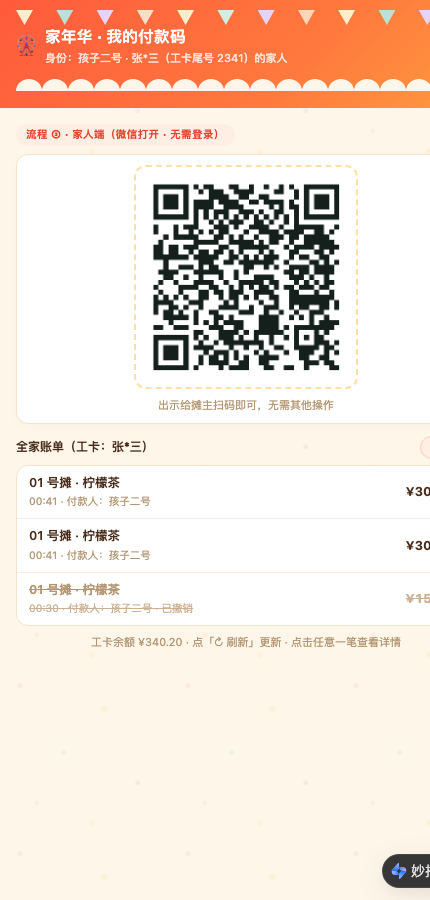 家年华 · 我的付款码
身份：孩子二号 · 张*三（工卡尾号 2341）的家人
流程 ③ · 家人端（微信打开 · 无需登录）
出示给摊主扫码即可，无需其他操作
全家账单（工卡：张*三）
01 号摊 · 柠檬茶
¥30
00:41 · 付款人：孩子二号
01 号摊 · 柠檬茶
¥30
00:41 · 付款人：孩子二号
01 号摊 · 柠檬茶
¥15
00:30 · 付款人：孩子二号 · 已撤销
工卡余额 ¥340.20 · 点「↻ 刷新」更新 · 点击任意一笔查看详情
妙